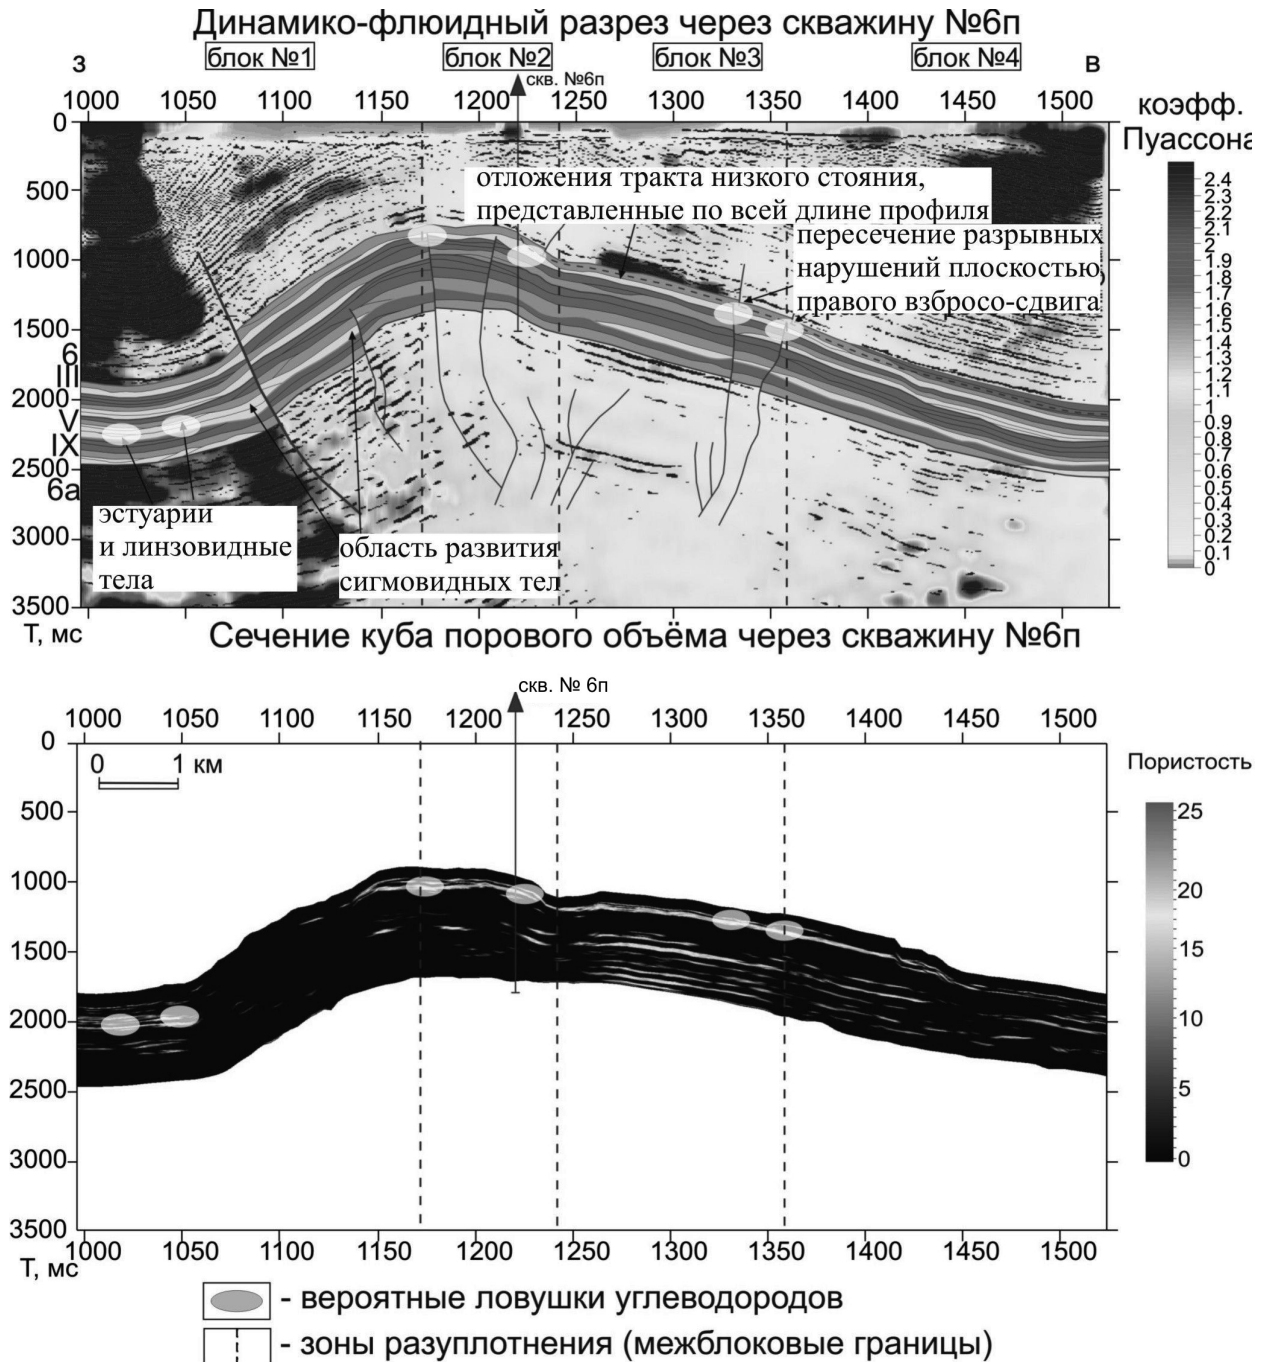 Динамико-флюидный разрез через скважину №6п
блок №1 блок №2 блок №3 блок №4
З В
скв. №6п
1000 1050 1100 1150 1200 1250 1300 1350 1400 1450 1500
коэфф.
Пуассона
0
500
1000
1500
6
III
2000
V
IX
2500
6а
3000
3500
Т, мс
отложения тракта низкого стояния,
представленные по всей длине профиля
пересечение разрывных
нарушений плоскостью
правого взбросо-сдвига
эстуарии
и линзовидные
тела
область развития
сигмовидных тел
2.4
2.3
2.2
2.1
2
1.9
1.8
1.7
1.6
1.5
1.4
1.3
1.2
1.1
1
0.9
0.8
0.7
0.6
0.5
0.4
0.3
0.2
0.1
0
Сечение куба порового объёма через скважину №6п
скв. № 6п
1000 1050 1100 1150 1200 1250 1300 1350 1400 1450 1500
0
0 1 км
500
1000
1500
2000
2500
3000
3500
Пористость
25
20
15
10
5
0
1000 1050 1100 1150 1200 1250 1300 1350 1400 1450 1500
Т, мс
- вероятные ловушки углеводородов
- зоны разуплотнения (межблоковые границы)